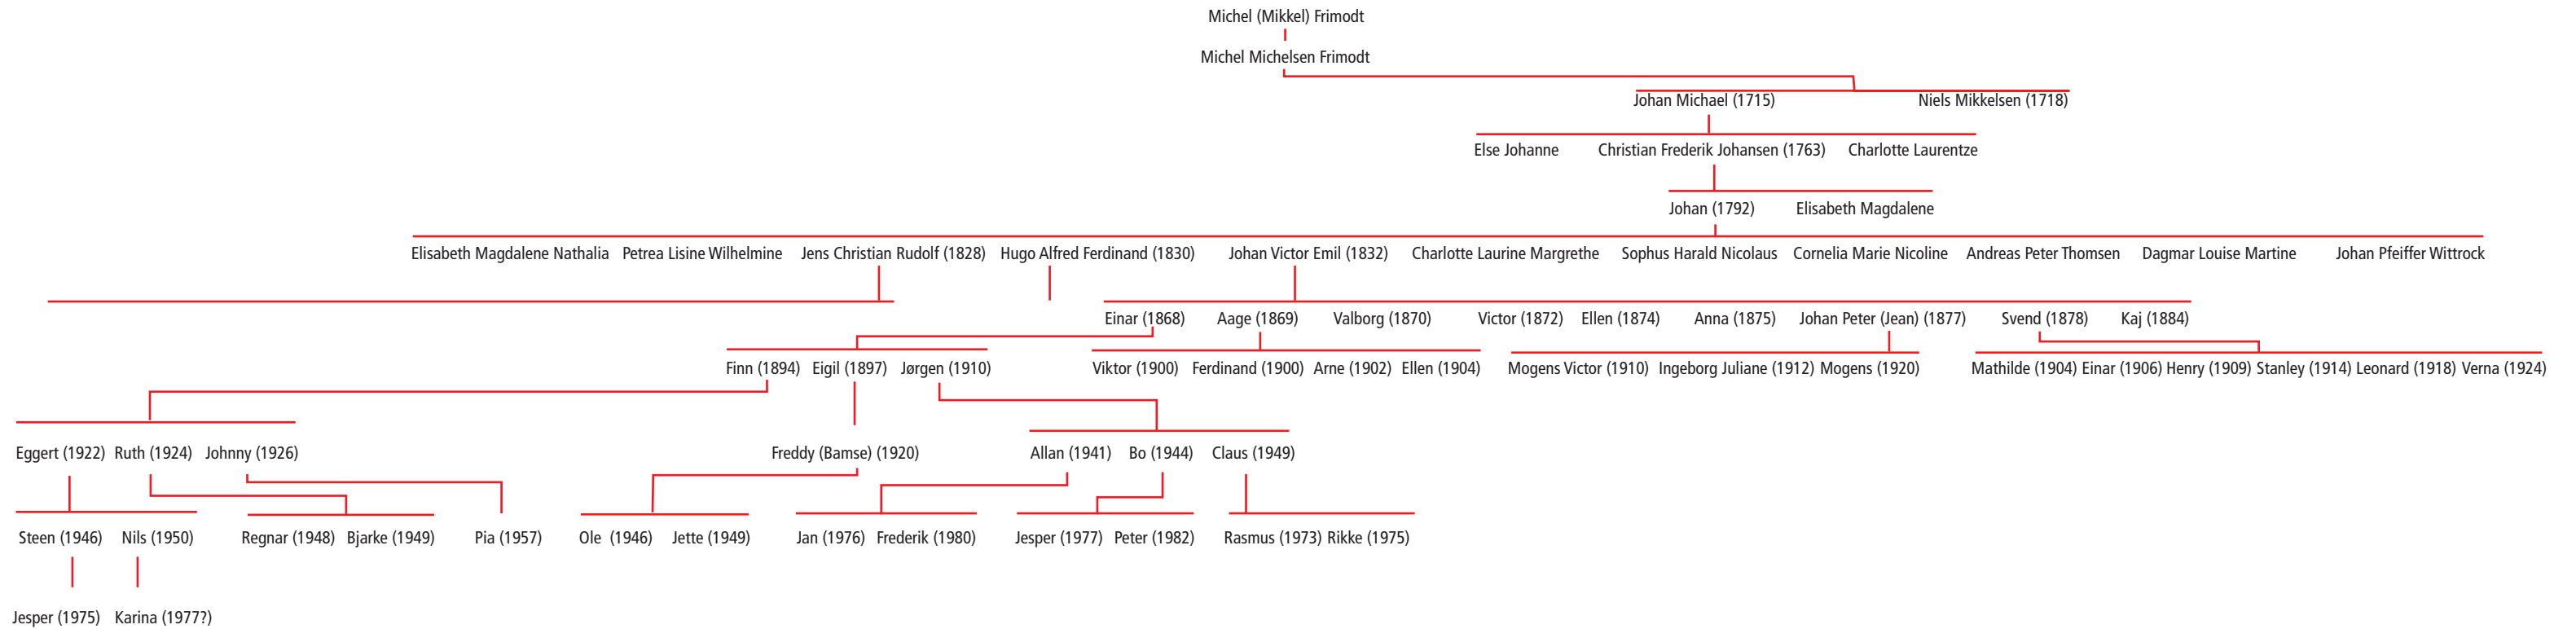 Michel (Mikkel) Frimodt
Michel Michelsen Frimodt
Johan Michael (1715) Niels Mikkelsen (1718)
Else Johanne Christian Frederik Johansen (1763) Charlotte Laurentze
Johan (1792) Elisabeth Magdalene
Elisabeth Magdalene Nathalia Petrea Lisine Wilhelmine Jens Christian Rudolf (1828) Hugo Alfred Ferdinand (1830) Johan Victor Emil (1832) Charlotte Laurine Margrethe Sophus Harald Nicolaus Cornelia Marie Nicoline Andreas Peter Thomsen Dagmar Louise Martine Johan Pfeiffer Wittrock
Einar (1868) Aage (1869) Valborg (1870) Victor (1872) Ellen (1874) Anna (1875) Johan Peter (Jean) (1877) Svend (1878) Kaj (1884)
Finn (1894) Eigil (1897) Jørgen (1910) Viktor (1900) Ferdinand (1900) Arne (1902) Ellen (1904) Mogens Victor (1910) Ingeborg Juliane (1912) Mogens (1920) Mathilde (1904) Einar (1906) Henry (1909) Stanley (1914) Leonard (1918) Verna (1924)
Eggert (1922) Ruth (1924) Johnny (1926) Freddy (Bamse) (1920) Allan (1941) Bo (1944) Claus (1949)
Steen (1946) Nils (1950) Regnar (1948) Bjarke (1949) Pia (1957) Ole (1946) Jette (1949) Jan (1976) Frederik (1980) Jesper (1977) Peter (1982) Rasmus (1973) Rikke (1975)
Jesper (1975) Karina (1977?)